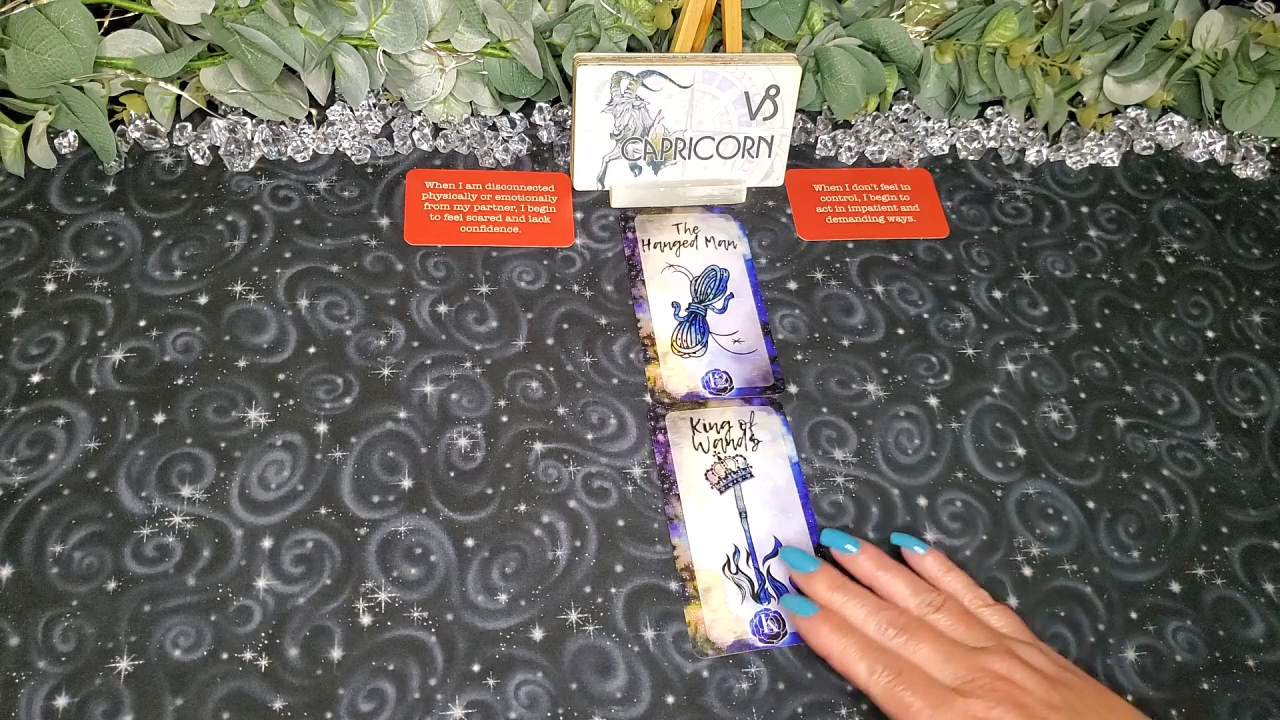 ♑
CAPRICORN
When I am disconnected
physically or emotionally
from my partner, I begin
to feel scared and lack
confidence.
When I don't feel in
control, I begin to
act in impatient and
demanding ways.
The
Hanged Man
12
King of
Wands
K